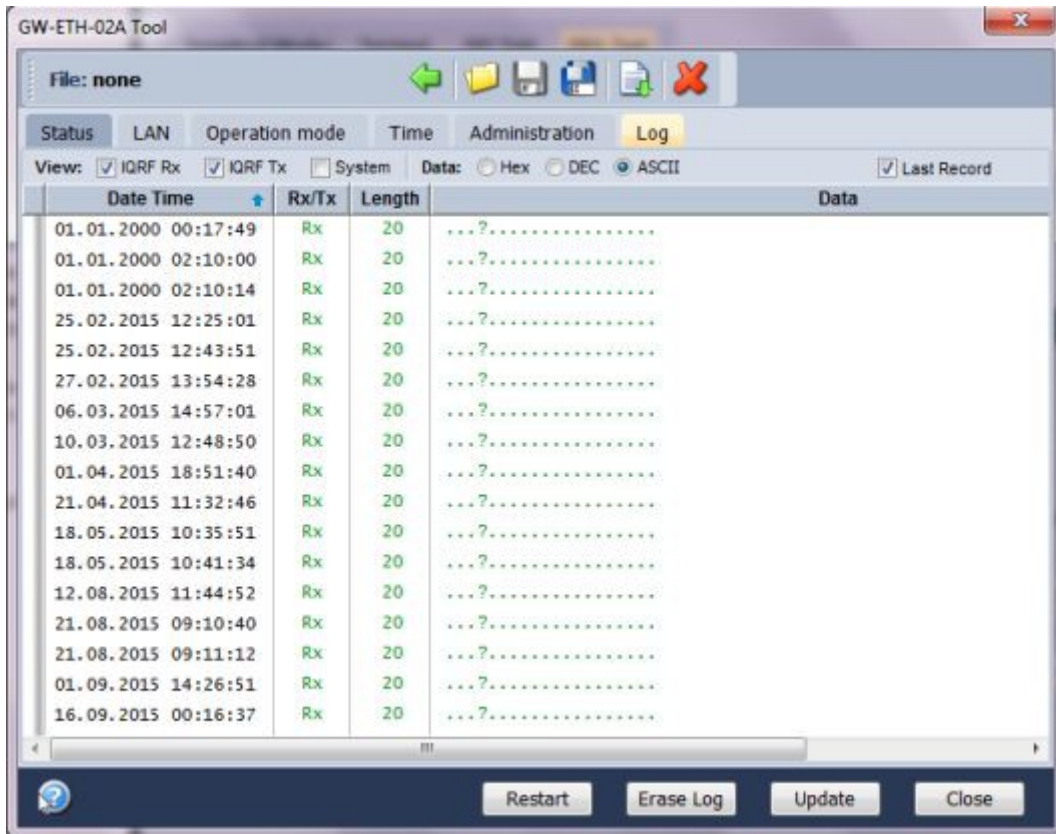 GW-ETH-02A Tool
File: none
Status LAN Operation mode Time Administration Log
View: IQRF Rx IQRF Tx System Data: Hex DEC ASCII Last Record
Date Time Rx/Tx Length Data
01.01.2000 00:17:49 Rx 20 ...?................
01.01.2000 02:10:00 Rx 20 ...?................
01.01.2000 02:10:14 Rx 20 ...?................
25.02.2015 12:25:01 Rx 20 ...?................
25.02.2015 12:43:51 Rx 20 ...?................
27.02.2015 13:54:28 Rx 20 ...?................
06.03.2015 14:57:01 Rx 20 ...?................
10.03.2015 12:48:50 Rx 20 ...?................
01.04.2015 18:51:40 Rx 20 ...?................
21.04.2015 11:32:46 Rx 20 ...?................
18.05.2015 10:35:51 Rx 20 ...?................
18.05.2015 10:41:34 Rx 20 ...?................
12.08.2015 11:44:52 Rx 20 ...?................
21.08.2015 09:10:40 Rx 20 ...?................
21.08.2015 09:11:12 Rx 20 ...?................
01.09.2015 14:26:51 Rx 20 ...?................
16.09.2015 00:16:37 Rx 20 ...?................
Restart Erase Log Update Close